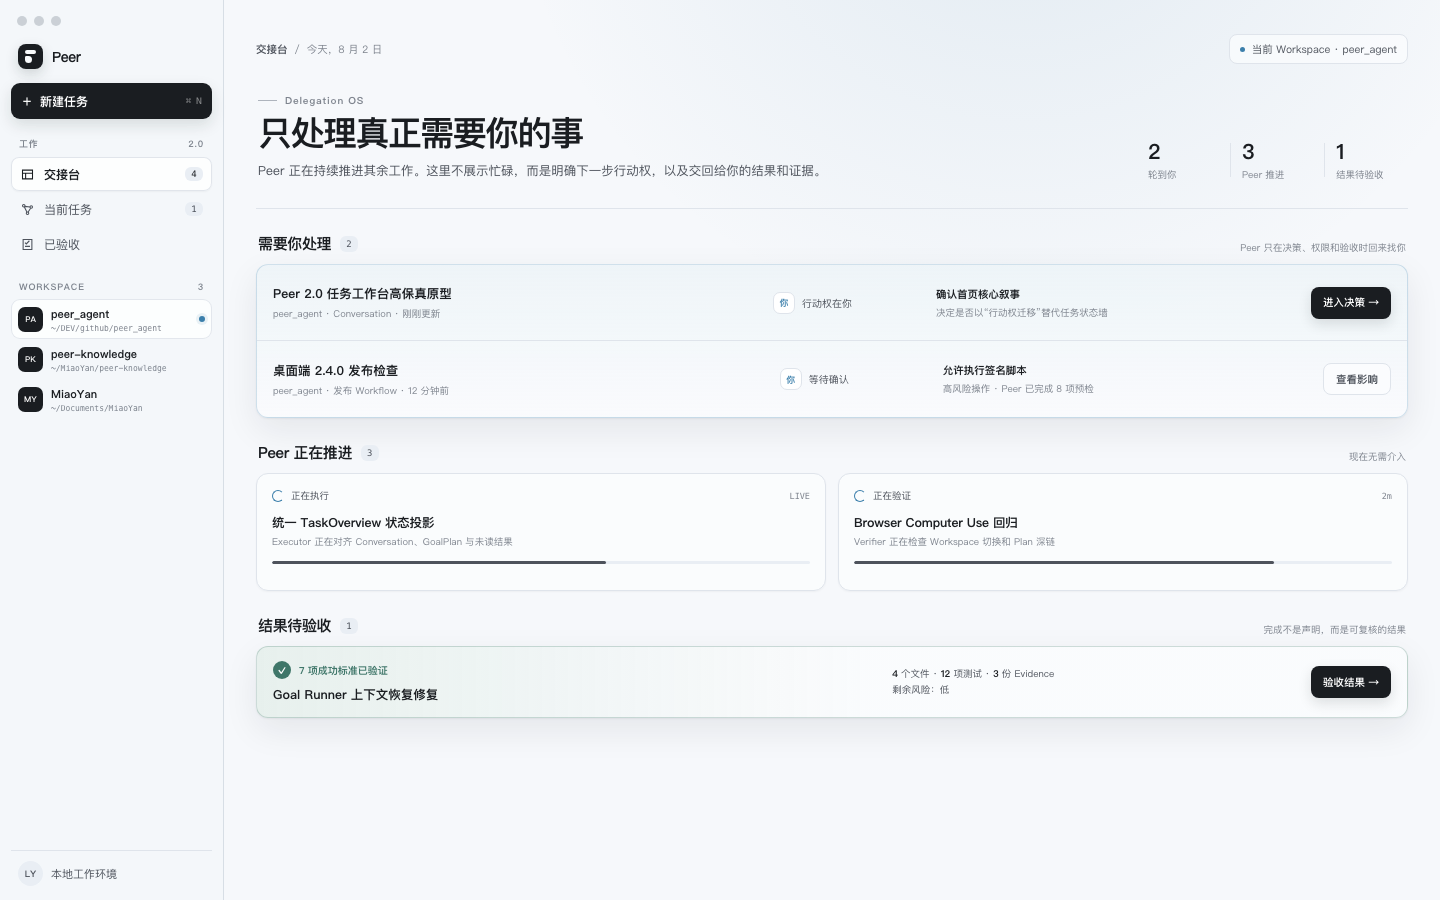 Peer
+ 新建任务 ⌘ N
工作 2.0
交接台 4
当前任务 1
已验收
WORKSPACE 3
PA peer_agent
~/DEV/github/peer_agent
PK peer-knowledge
~/MiaoYan/peer-knowledge
MY MiaoYan
~/Documents/MiaoYan
LY 本地工作环境
交接台 / 今天，8 月 2 日
当前 Workspace · peer_agent
Delegation OS
只处理真正需要你的事
Peer 正在持续推进其余工作。这里不展示忙碌，而是明确下一步行动权，以及交回给你的结果和证据。
2 3 1
轮到你 Peer 推进 结果待验收
需要你处理 2
Peer 只在决策、权限和验收时回来找你
Peer 2.0 任务工作台高保真原型
peer_agent · Conversation · 刚刚更新
你 行动权在你
确认首页核心叙事
决定是否以“行动权迁移”替代任务状态墙
进入决策 →
桌面端 2.4.0 发布检查
peer_agent · 发布 Workflow · 12 分钟前
你 等待确认
允许执行签名脚本
高风险操作 · Peer 已完成 8 项预检
查看影响
Peer 正在推进 3
现在无需介入
正在执行 LIVE
统一 TaskOverview 状态投影
Executor 正在对齐 Conversation、GoalPlan 与未读结果
正在验证 2m
Browser Computer Use 回归
Verifier 正在检查 Workspace 切换和 Plan 深链
结果待验收 1
完成不是声明，而是可复核的结果
7 项成功标准已验证
Goal Runner 上下文恢复修复
4 个文件 · 12 项测试 · 3 份 Evidence
剩余风险：低
验收结果 →